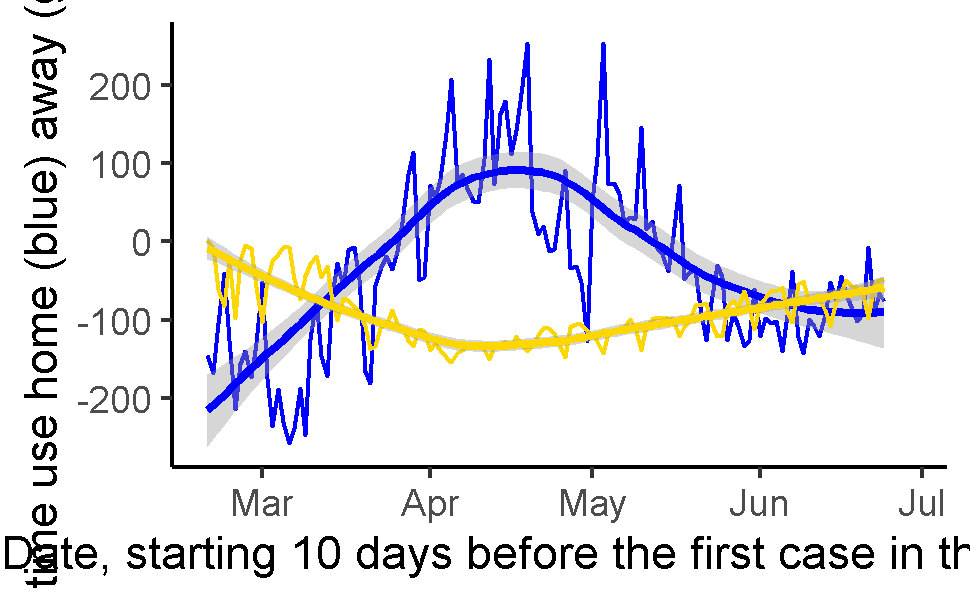 time use home (blue) away (
200
100
0
-100
-200
Mar Apr May Jun Jul
Date, starting 10 days before the first case in th